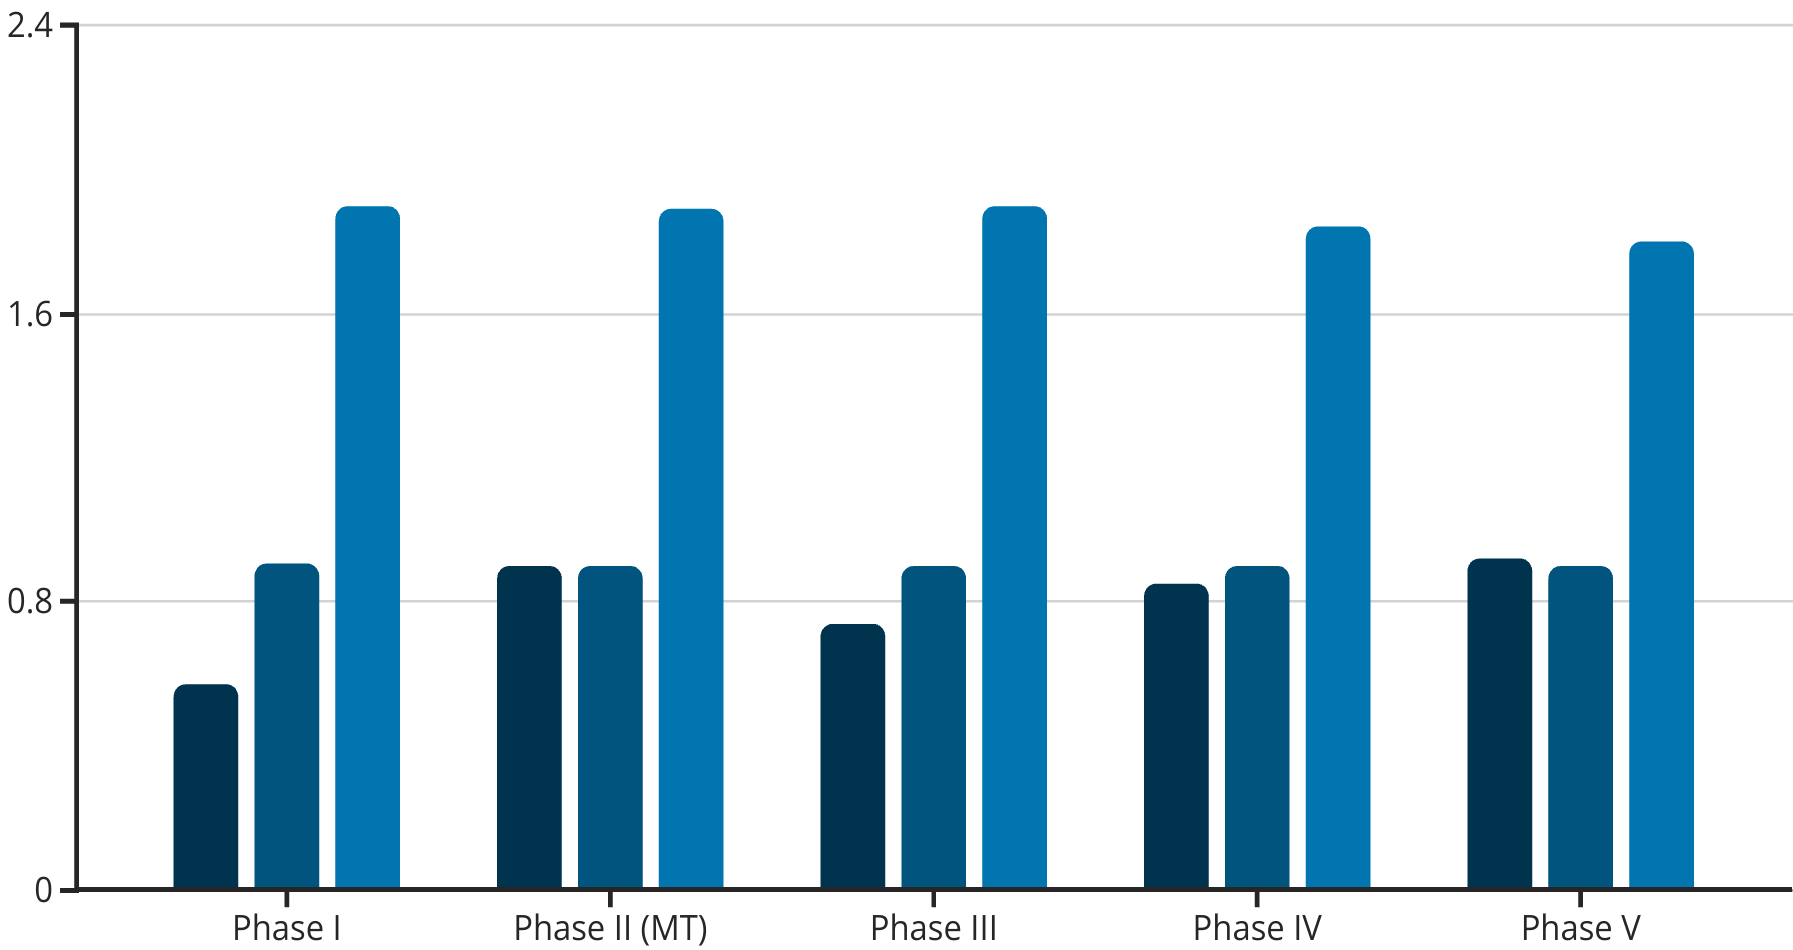 2.4
1.6
0.8
0
Phase I
Phase II (MT)
Phase III
Phase IV
Phase V